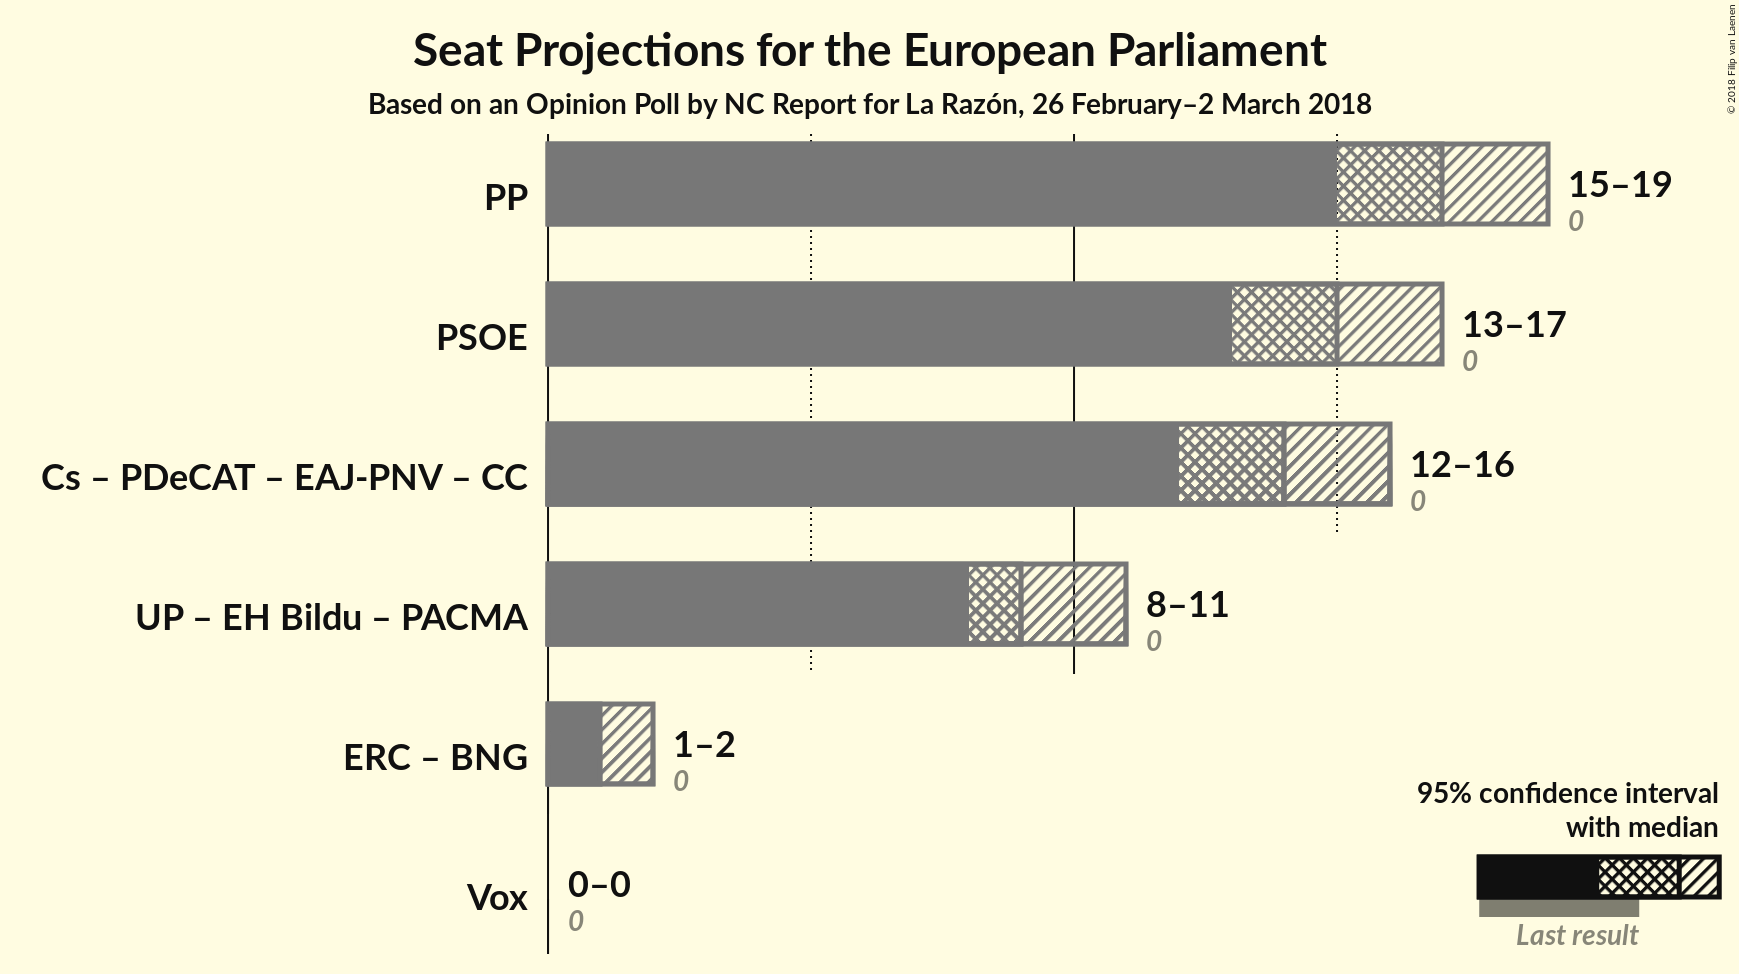 Seat Projections for the European Parliament
Based on an Opinion Poll by NC Report for La Razón, 26 February–2 March 2018
© 2018 Filip van Laenen
PP
15–19
0
PSOE
13–17
0
Cs – PDeCAT – EAJ-PNV – CC
12–16
0
UP – EH Bildu – PACMA
8–11
0
ERC – BNG
1–2
0
Vox
0–0
0
95% confidence interval
with median
Last result